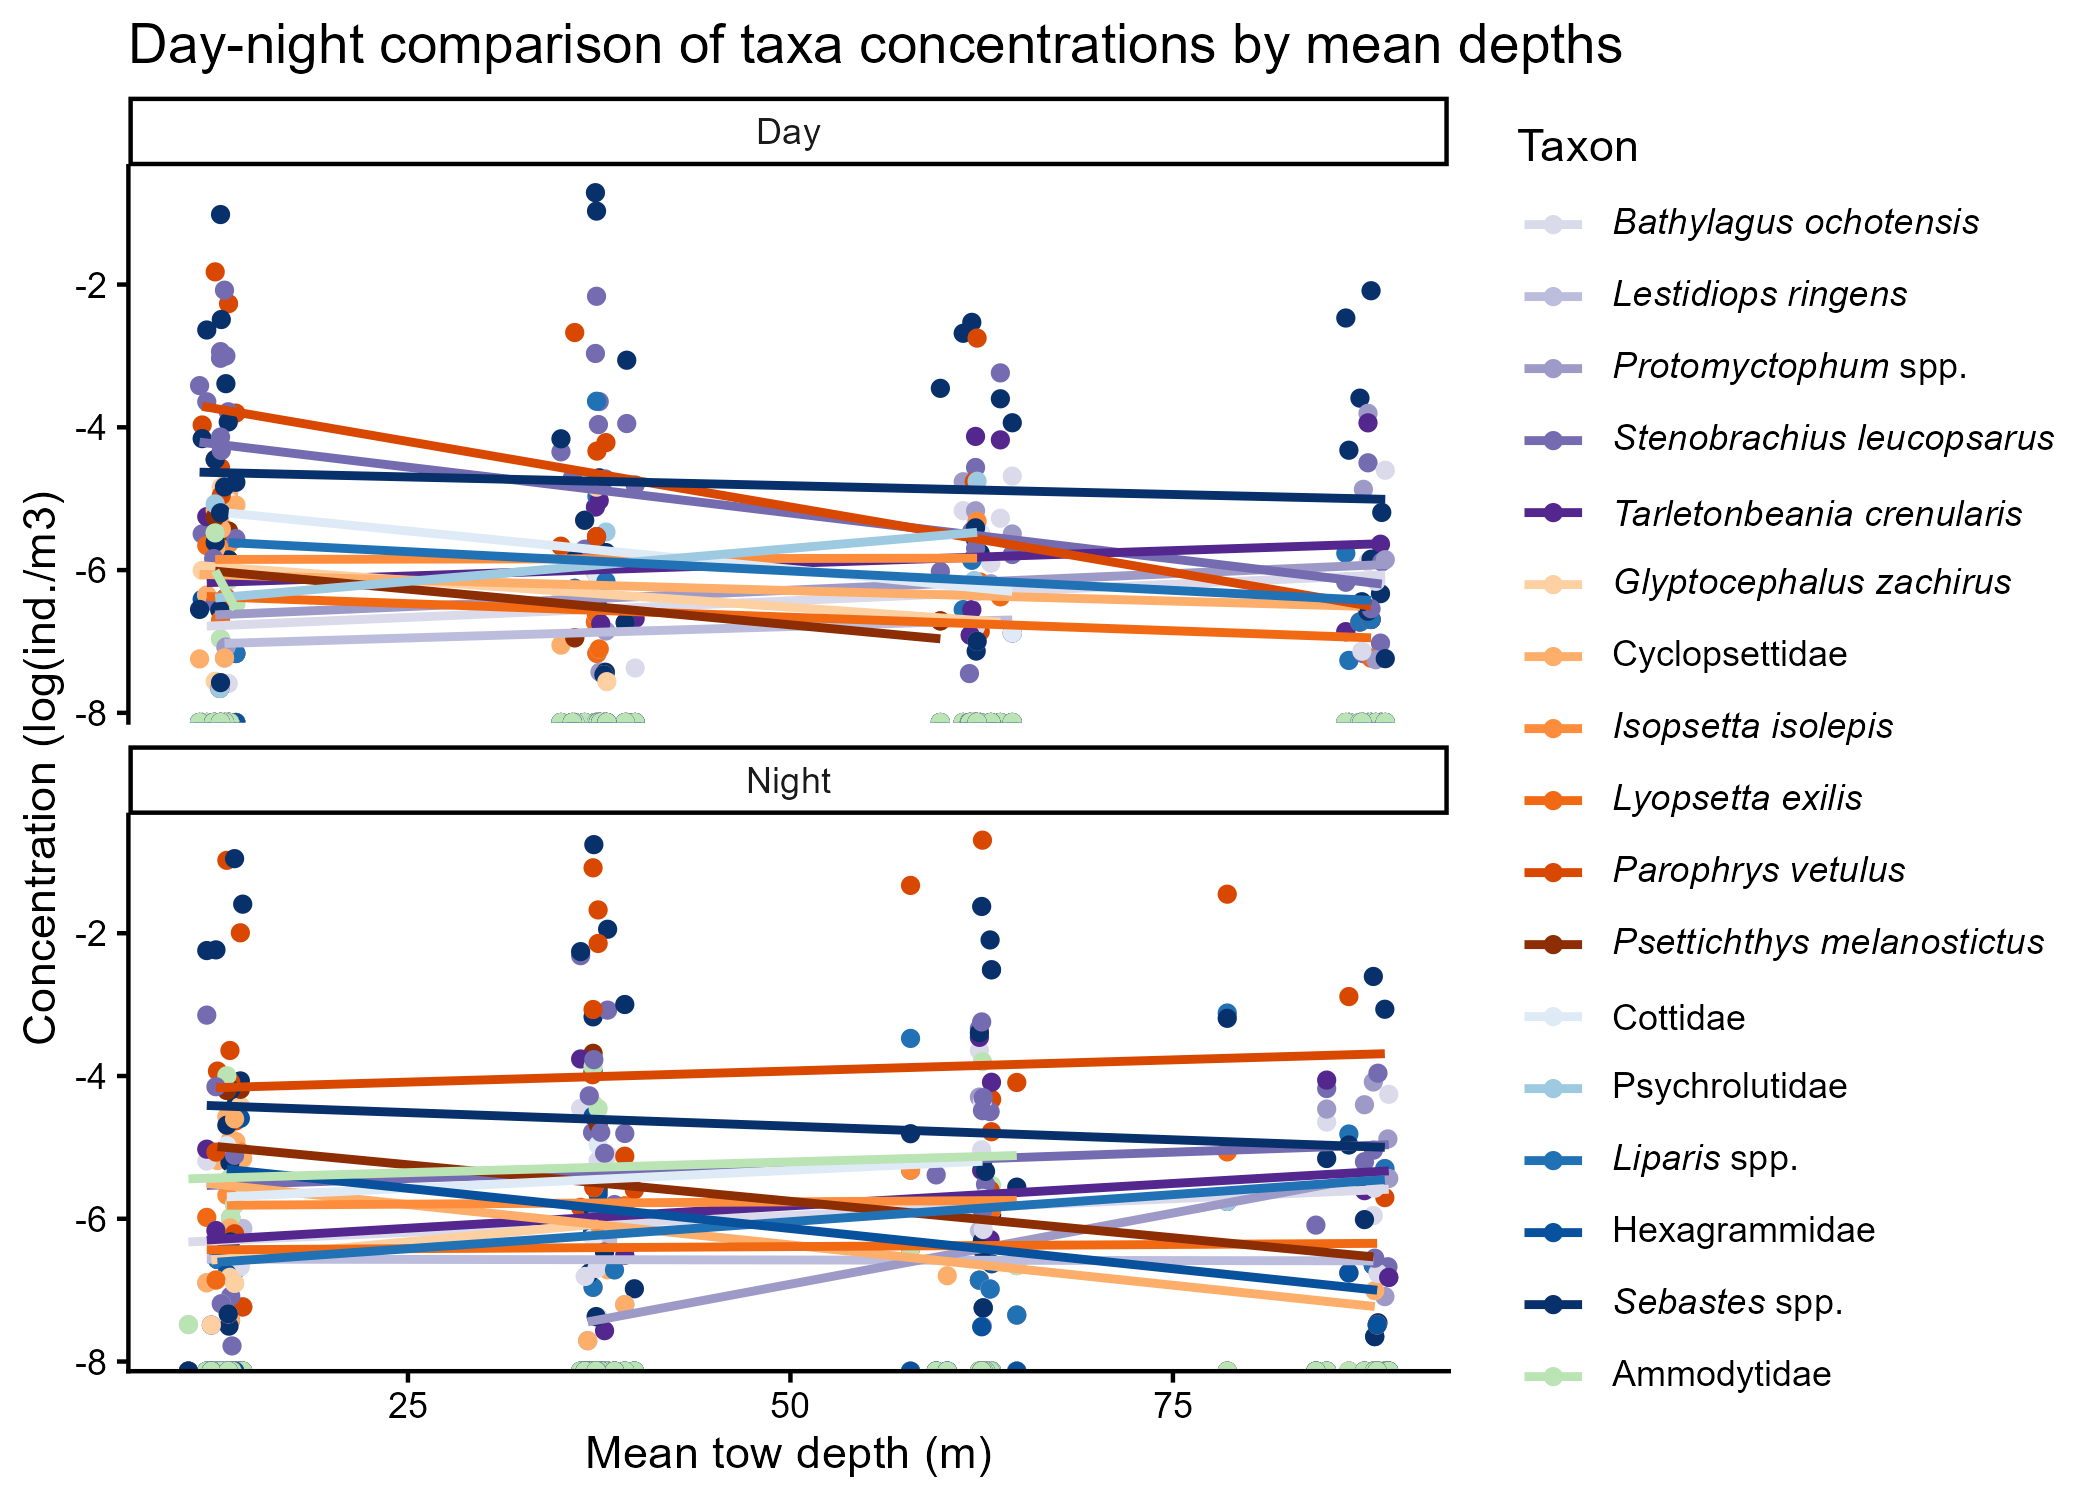 Day-night comparison of taxa concentrations by mean depths
Day
-2
-4
-6
-8
Night
-2
-4
-6
-8
25
50
75
Mean tow depth (m)
Concentration (log(ind./m3)
Taxon
Bathylagus ochotensis
Lestidiops ringens
Protomyctophum spp.
Stenobrachius leucopsarus
Tarletonbeania crenularis
Glyptocephalus zachirus
Cyclopsettidae
Isopsetta isolepis
Lyopsetta exilis
Parophrys vetulus
Psettichthys melanostictus
Cottidae
Psychrolutidae
Liparis spp.
Hexagrammidae
Sebastes spp.
Ammodytidae